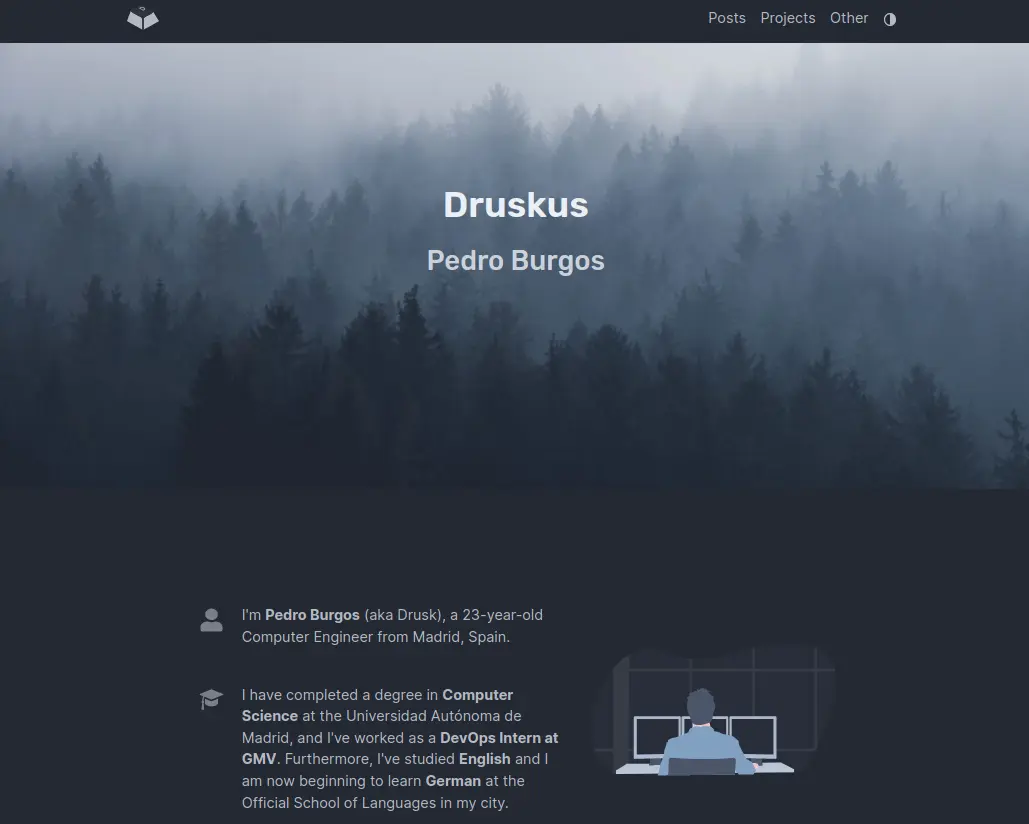 Posts Projects Other
Druskus
Pedro Burgos
I'm Pedro Burgos (aka Drusk), a 23-year-old
Computer Engineer from Madrid, Spain.
I have completed a degree in Computer
Science at the Universidad Autónoma de
Madrid, and I've worked as a DevOps Intern at
GMV. Furthermore, I've studied English and I
am now beginning to learn German at the
Official School of Languages in my city.